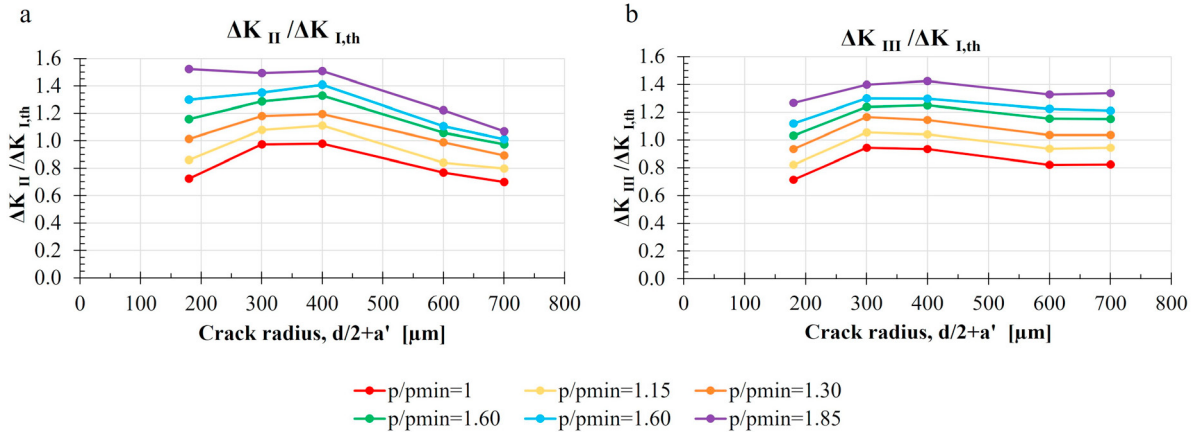 a
ΔK II /ΔK I,th
ΔK II /ΔK I,th
1.6
1.4
1.2
1.0
0.8
0.6
0.4
0.2
0.0
0 100 200 300 400 500 600 700 800
Crack radius, d/2+a' [µm]
b
ΔK III /ΔK I,th
ΔK III /ΔK I,th
1.6
1.4
1.2
1.0
0.8
0.6
0.4
0.2
0.0
0 100 200 300 400 500 600 700 800
Crack radius, d/2+a' [µm]
p/pmin=1 p/pmin=1.15 p/pmin=1.30
p/pmin=1.60 p/pmin=1.60 p/pmin=1.85